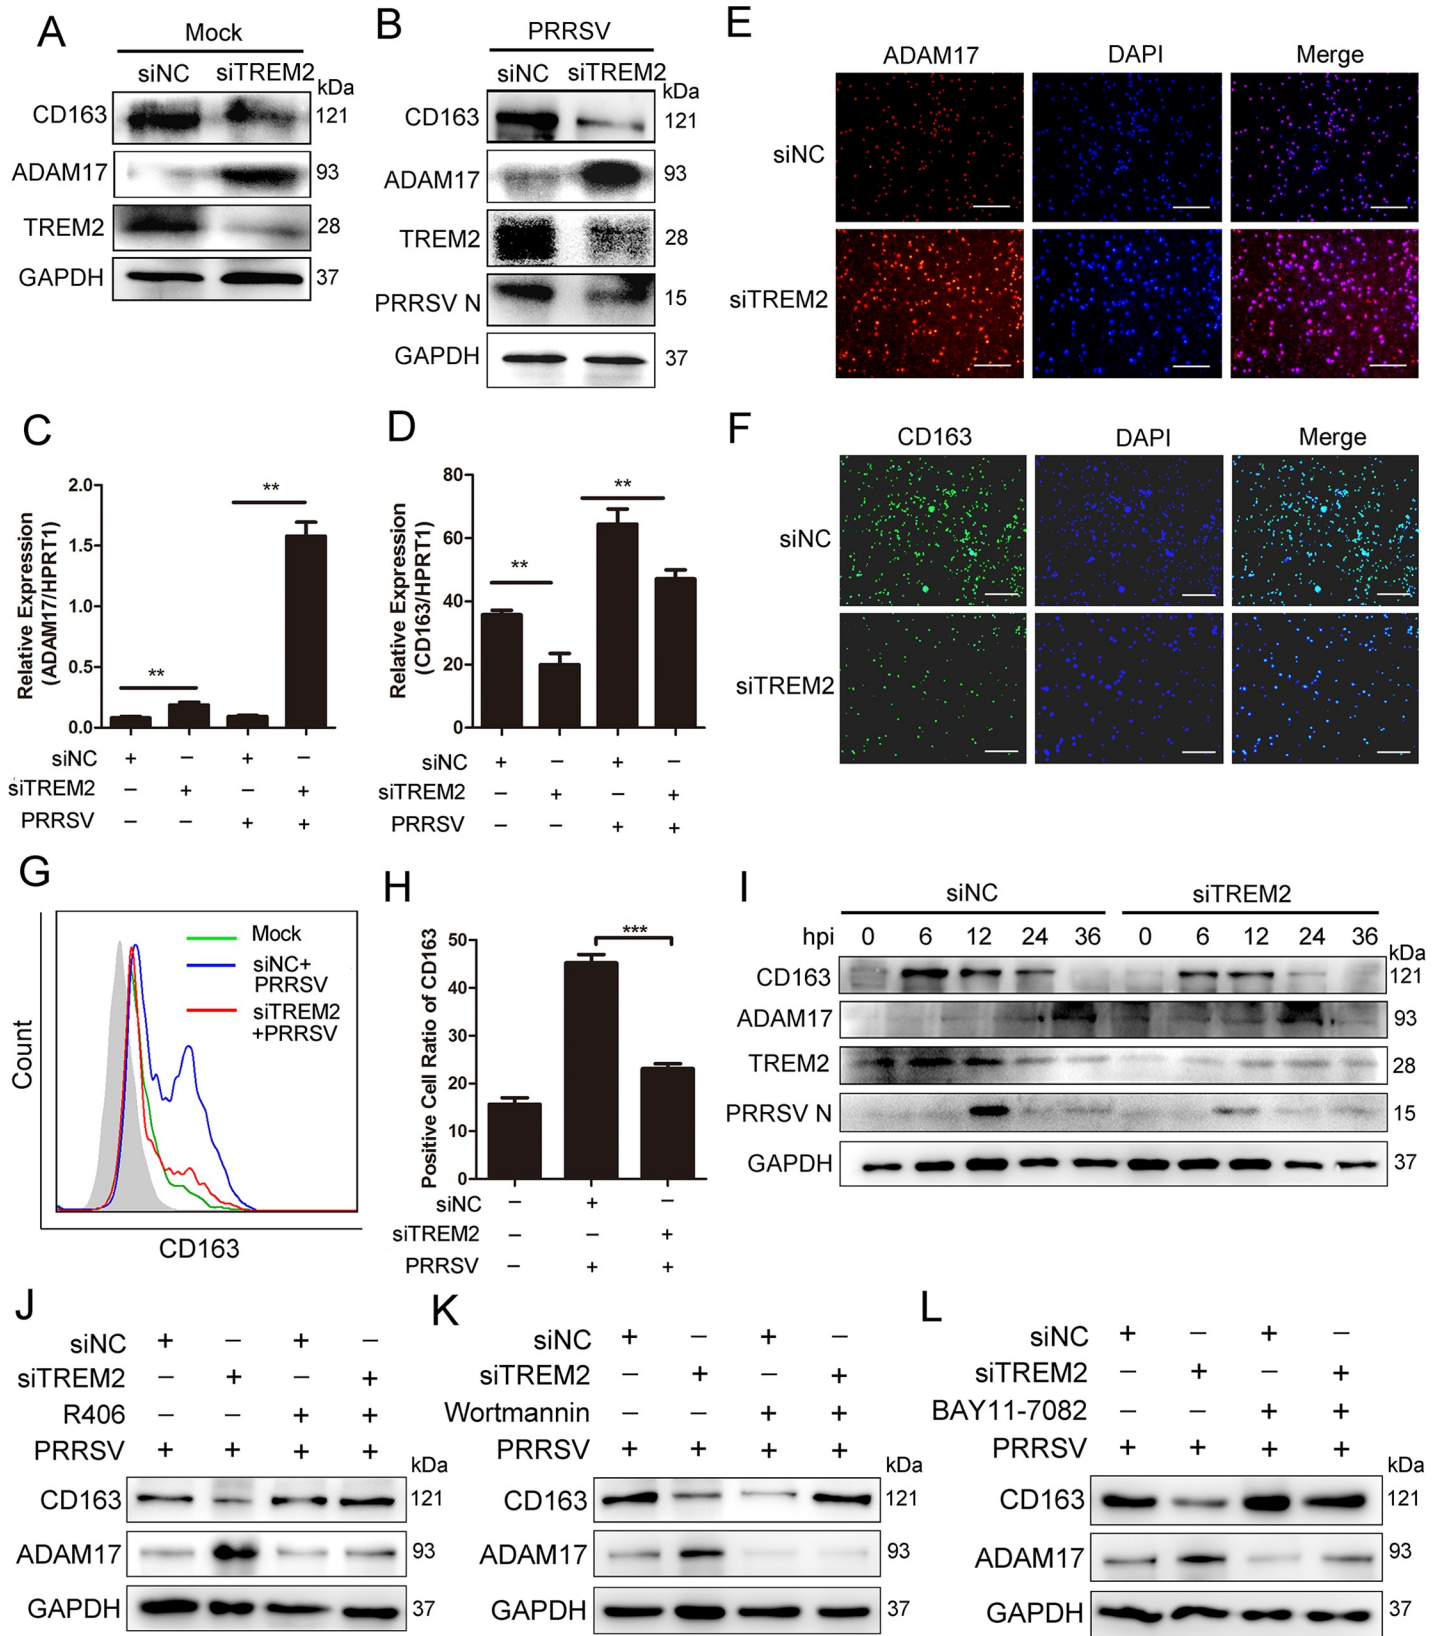 A
Mock
siNC siTREM2 kDa
CD163 121
ADAM17 93
TREM2 28
GAPDH 37
B
PRRSV
siNC siTREM2 kDa
CD163 121
ADAM17 93
TREM2 28
PRRSV N 15
GAPDH 37
E
ADAM17 DAPI Merge
siNC
siTREM2
C
Relative Expression
(ADAM17/HPRT1)
2.0
1.5
1.0
0.5
0.0
** **
siNC + − + −
siTREM2 − + − +
PRRSV − − + +
D
Relative Expression
(CD163/HPRT1)
80
60
40
20
0
** **
siNC + − + −
siTREM2 − + − +
PRRSV − − + +
F
CD163 DAPI Merge
siNC
siTREM2
G
Count
Mock
siNC+
PRRSV
siTREM2
+PRRSV
CD163
H
Positive Cell Ratio of CD163
50
40
30
20
10
0
***
siNC − + −
siTREM2 − − +
PRRSV − + +
I
siNC siTREM2
hpi 0 6 12 24 36 0 6 12 24 36
kDa
CD163 121
ADAM17 93
TREM2 28
PRRSV N 15
GAPDH 37
J
siNC + − + −
siTREM2 − + − +
R406 − − + +
PRRSV + + + +
kDa
CD163 121
ADAM17 93
GAPDH 37
K
siNC + − + −
siTREM2 − + − +
Wortmannin − − + +
PRRSV + + + +
kDa
CD163 121
ADAM17 93
GAPDH 37
L
siNC + − + −
siTREM2 − + − +
BAY11-7082 − − + +
PRRSV + + + +
kDa
CD163 121
ADAM17 93
GAPDH 37